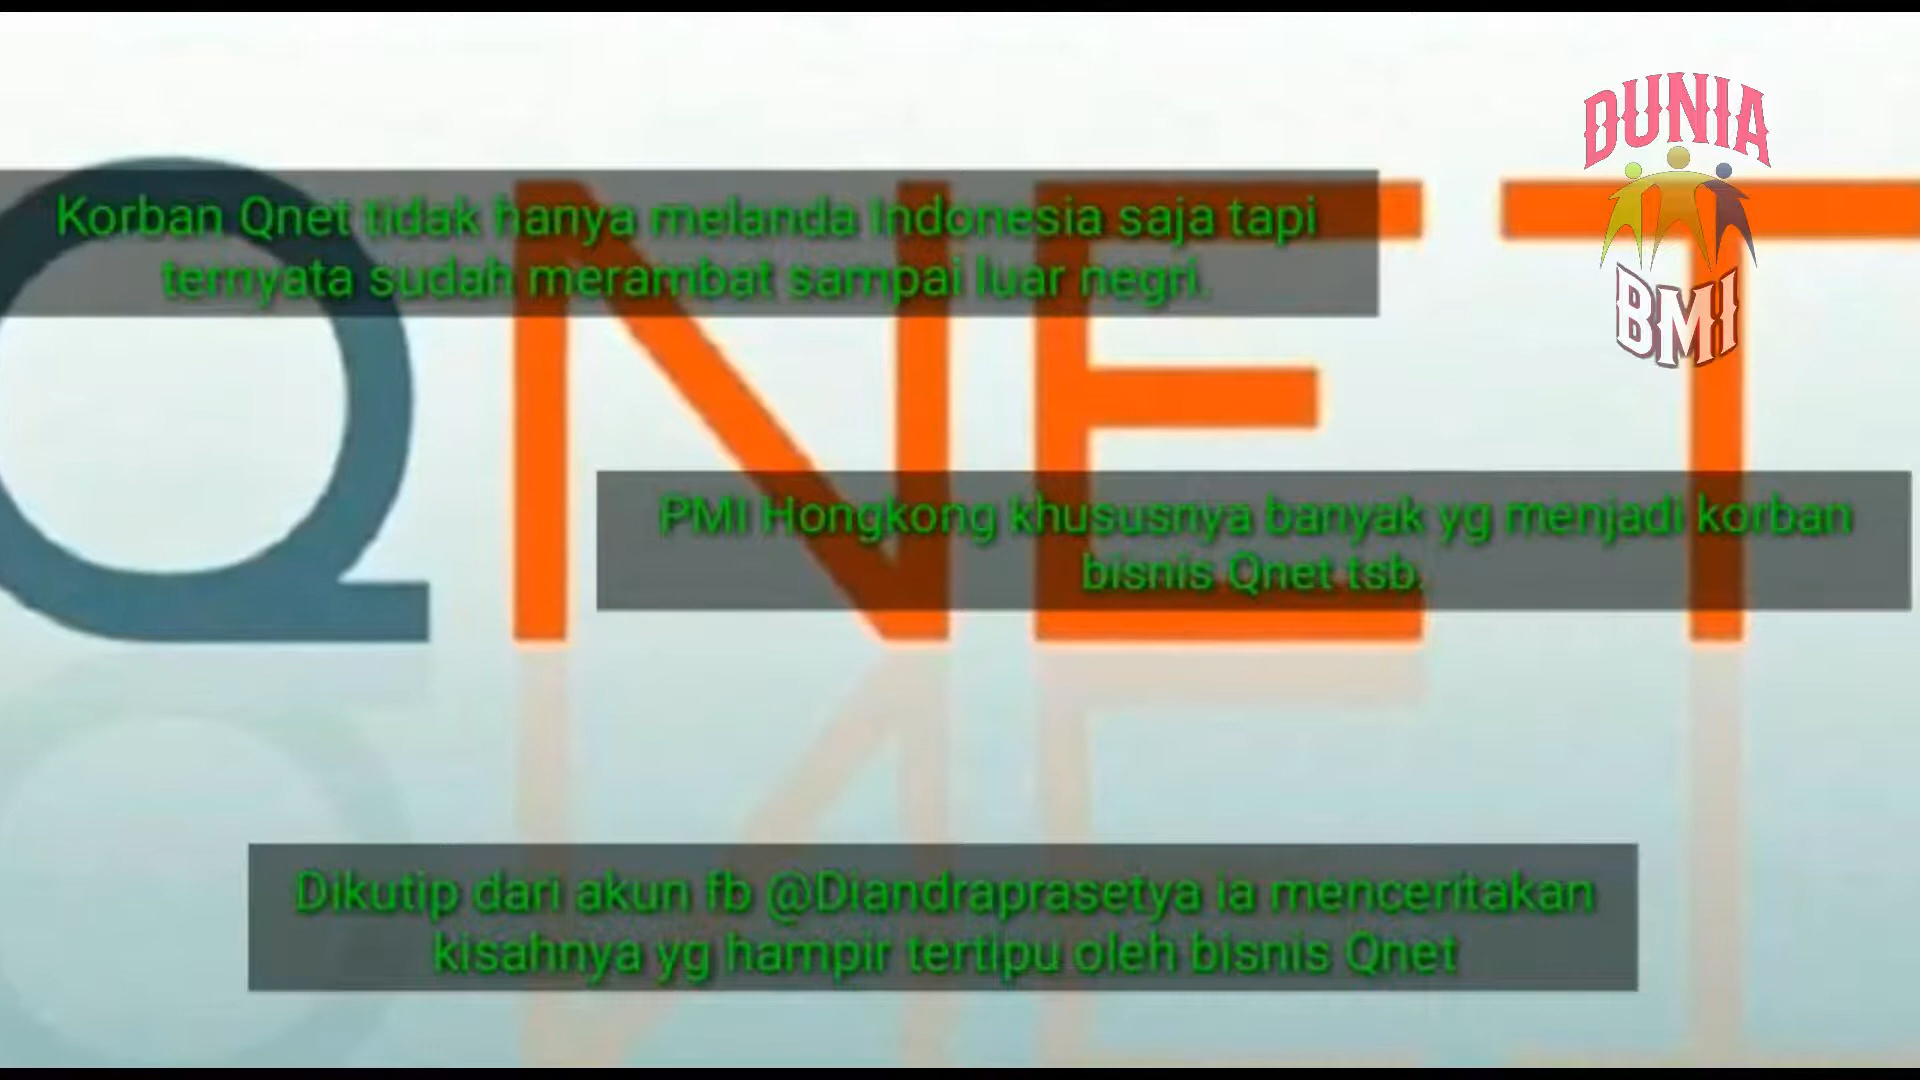 DUNIA
BMI
QNET
Korban Qnet tidak hanya melanda Indonesia saja tapi
ternyata sudah merambat sampai luar negri.
PMI Hongkong khususnya banyak yg menjadi korban
bisnis Qnet tsb.
Dikutip dari akun fb @Diandraprasetya ia menceritakan
kisahnya yg hampir tertipu oleh bisnis Qnet